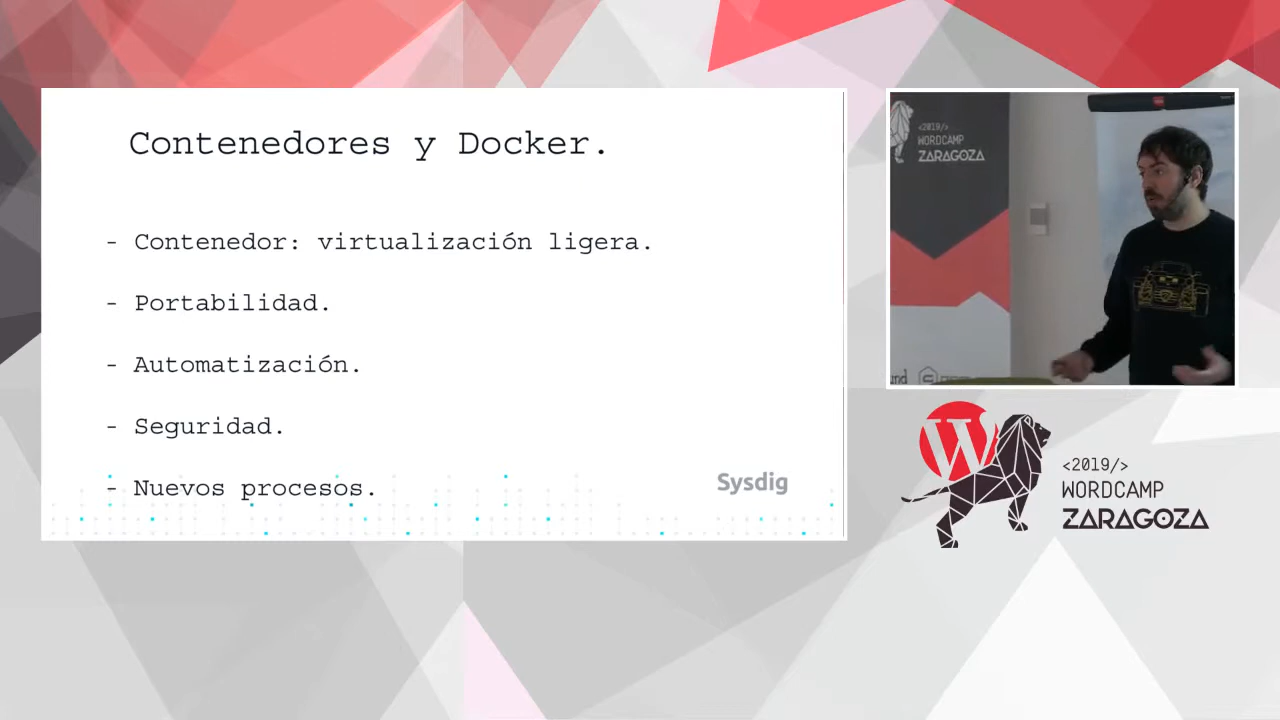 Contenedores y Docker.
- Contenedor: virtualización ligera.
- Portabilidad.
- Automatización.
- Seguridad.
- Nuevos procesos.
Sysdig
<2019/>
WORDCAMP
ZARAGOZA
W
<2019/>
WORDCAMP
ZARAGOZA